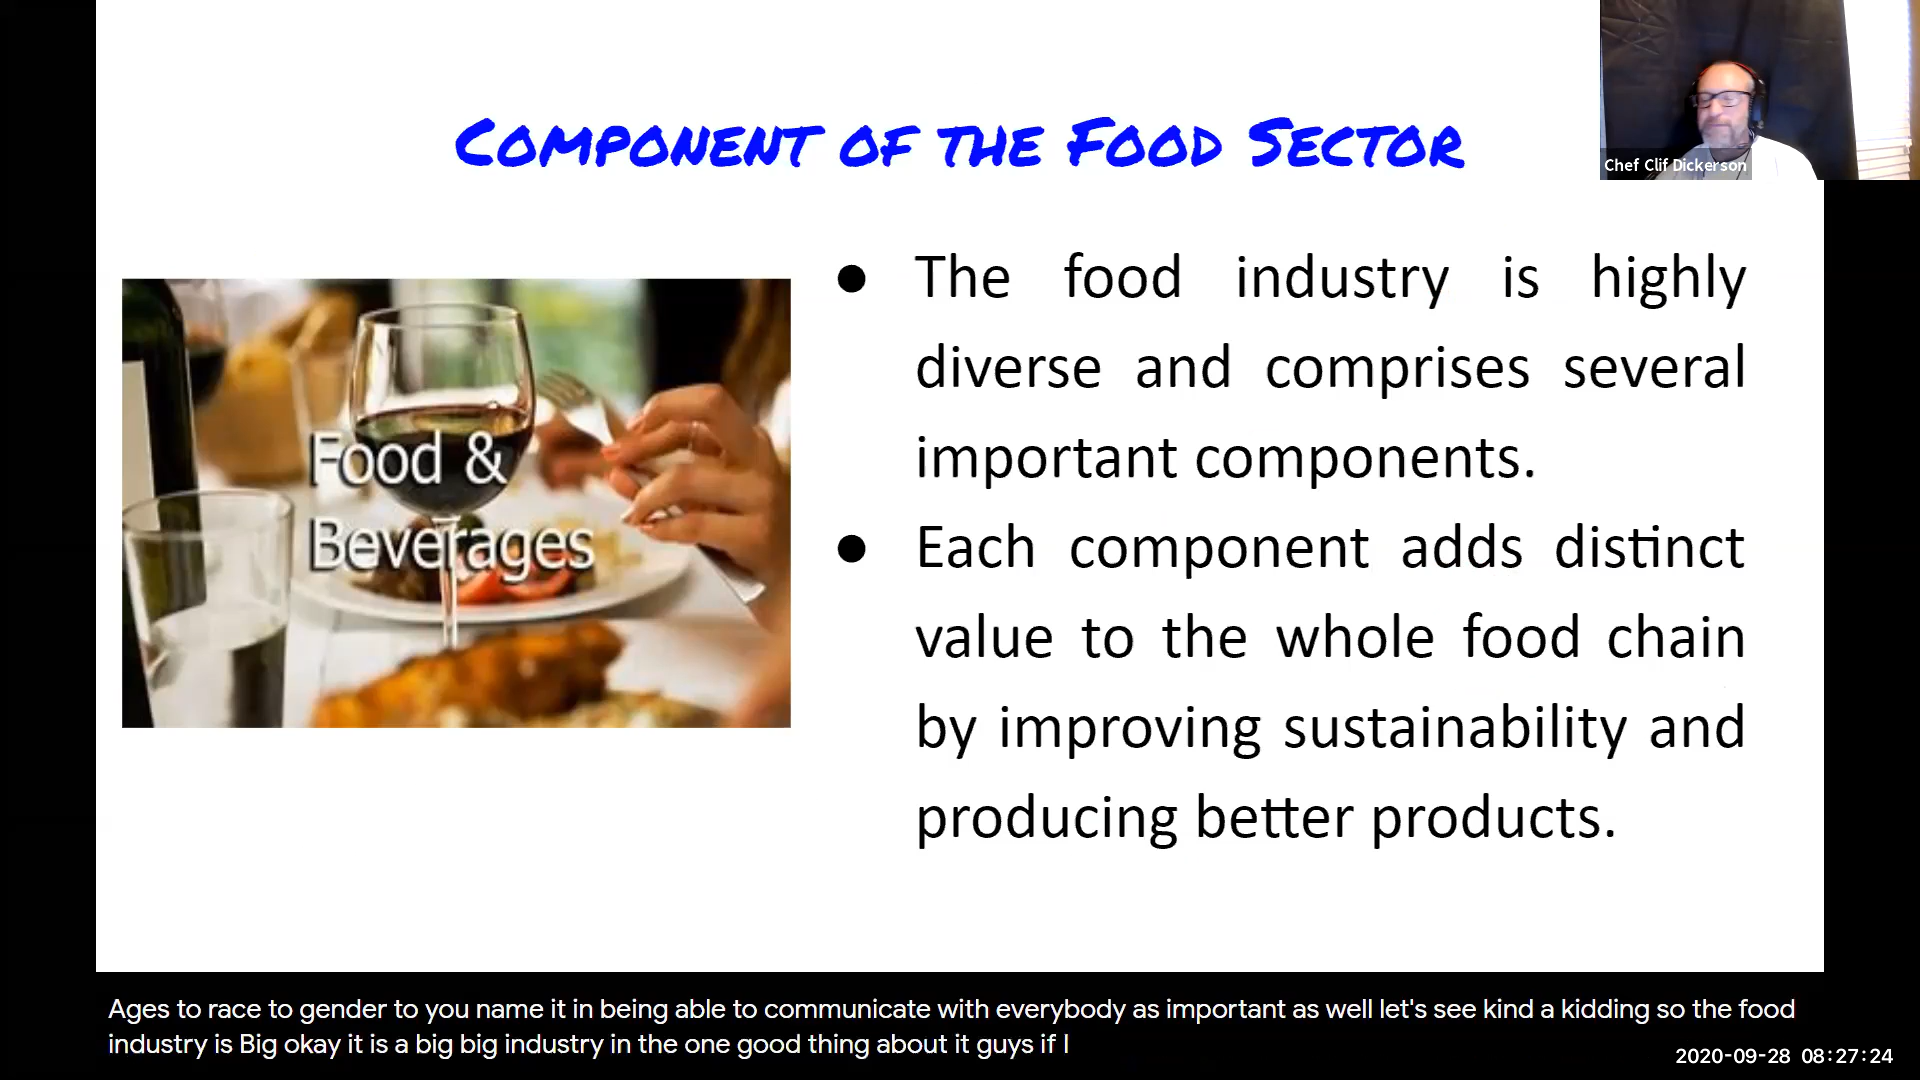 Component of the Food Sector
Chef Clif Dickerson
Food &
Beverages
● The food industry is highly
diverse and comprises several
important components.
● Each component adds distinct
value to the whole food chain
by improving sustainability and
producing better products.
Ages to race to gender to you name it in being able to communicate with everybody as important as well let's see kind a kidding so the food
industry is Big okay it is a big big industry in the one good thing about it guys if I
2020-09-28 08:27:24